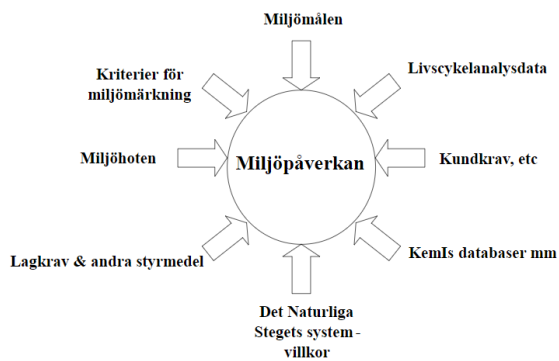 Miljömålen
Kriterier för
miljömärkning
Livscykelanalysdata
Miljöhoten
Miljöpåverkan
Kundkrav, etc
Lagkrav & andra styrmedel
KemIs databaser mm
Det Naturliga
Stegets system-
villkor